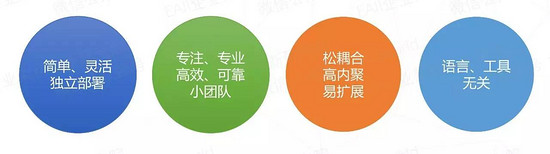 简单、灵活
独立部署
专注、专业
高效、可靠
小团队
松耦合
高内聚
易扩展
语言、工具
无关